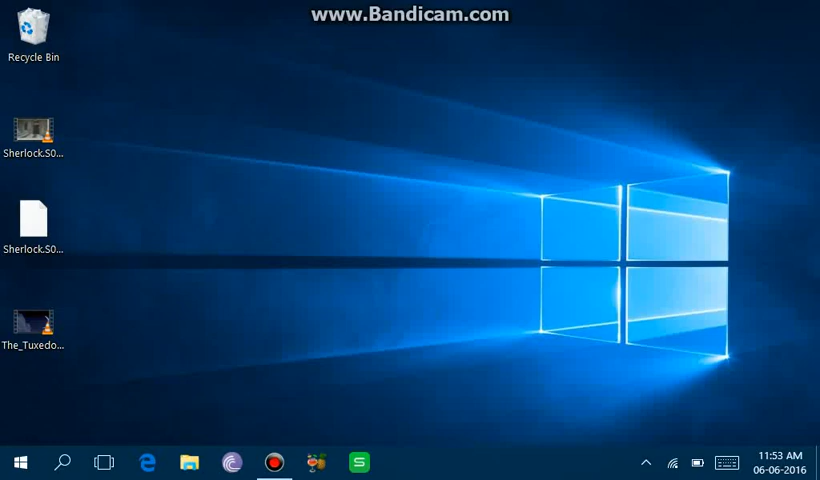 www.Bandicam.com
Recycle Bin
Sherlock.S0...
Sherlock.S0...
The_Tuxedo...
S
11:53 AM
06-06-2016